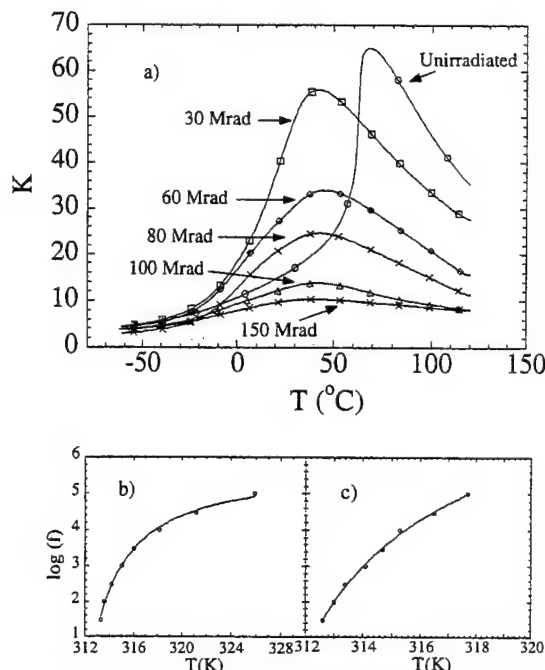 70
60
50
40
30
20
10
0
K
a)
Unirradiated
30 Mrad
60 Mrad
80 Mrad
100 Mrad
150 Mrad
-50 0 50 100 150
T (°C)
6
5
4
3
2
1
log (f)
b)
312 316 320 324 328
T(K)
c)
312 314 316 318 320
T(K)